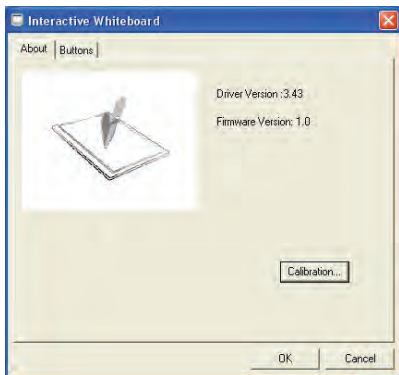 Interactive Whiteboard
About Buttons
Driver Version :3.43
Firmware Version: 1.0
Calibration...
OK Cancel